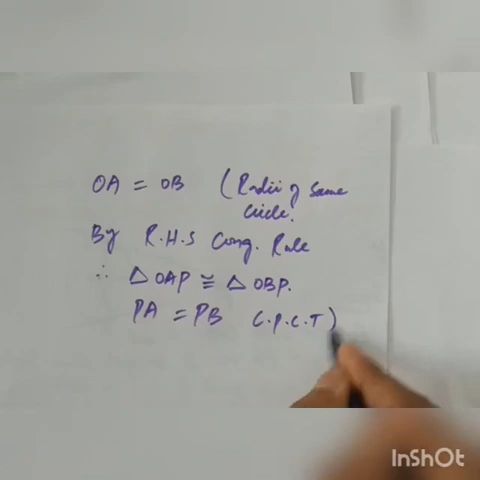 OA = OB (Radii of same
circle.
By R.H.S Cong. Rule
∴ △ OAP ≅ △ OBP.
PA = PB C.P.C.T)
InShOt